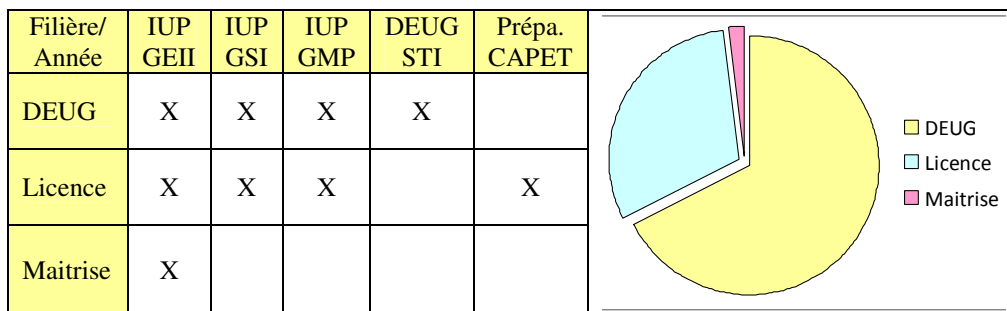 Filière/ IUP IUP IUP DEUG Prépa.
Année GEII GSI GMP STI CAPET
DEUG X X X X
Licence X X X X
Maitrise X
DEUG
Licence
Maitrise